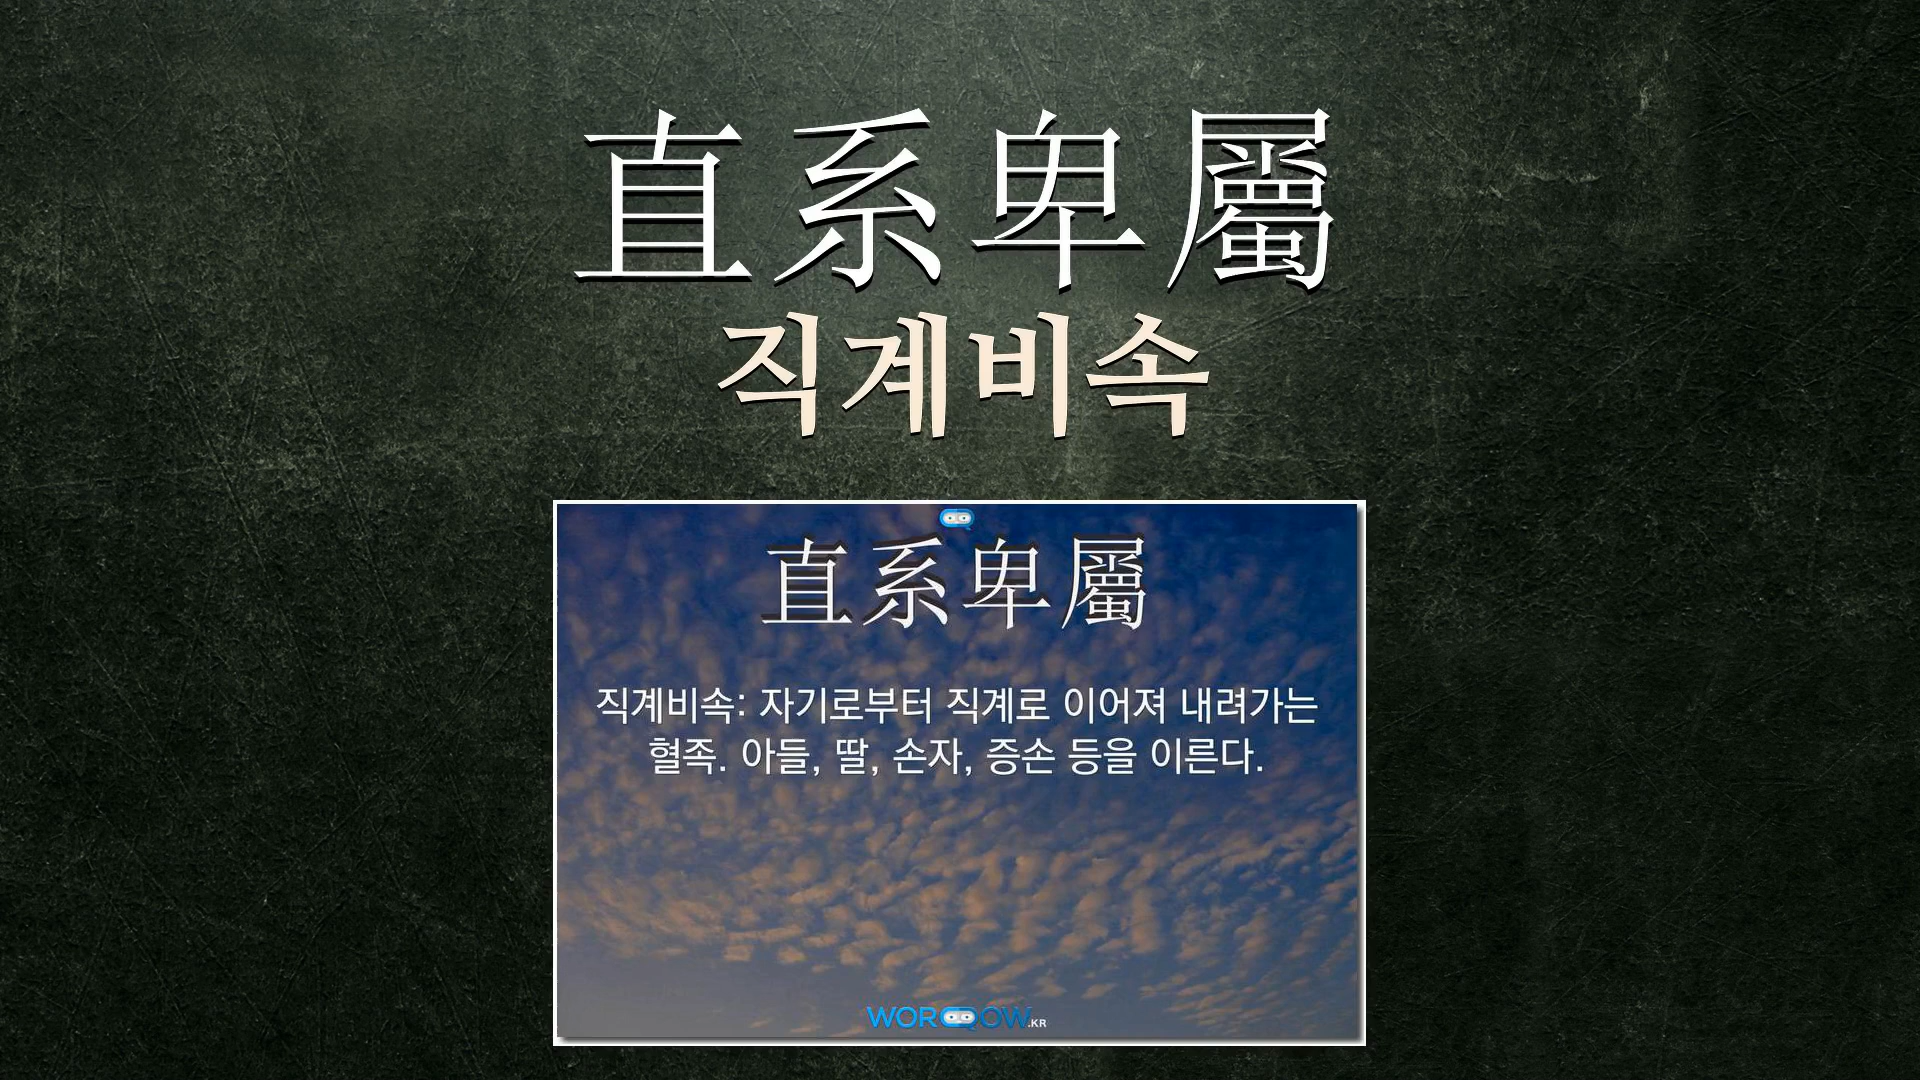 直系卑屬
직계비속
直系卑屬
직계비속: 자기로부터 직계로 이어져 내려가는
혈족. 아들, 딸, 손자, 증손 등을 이른다.
WORDROW.KR